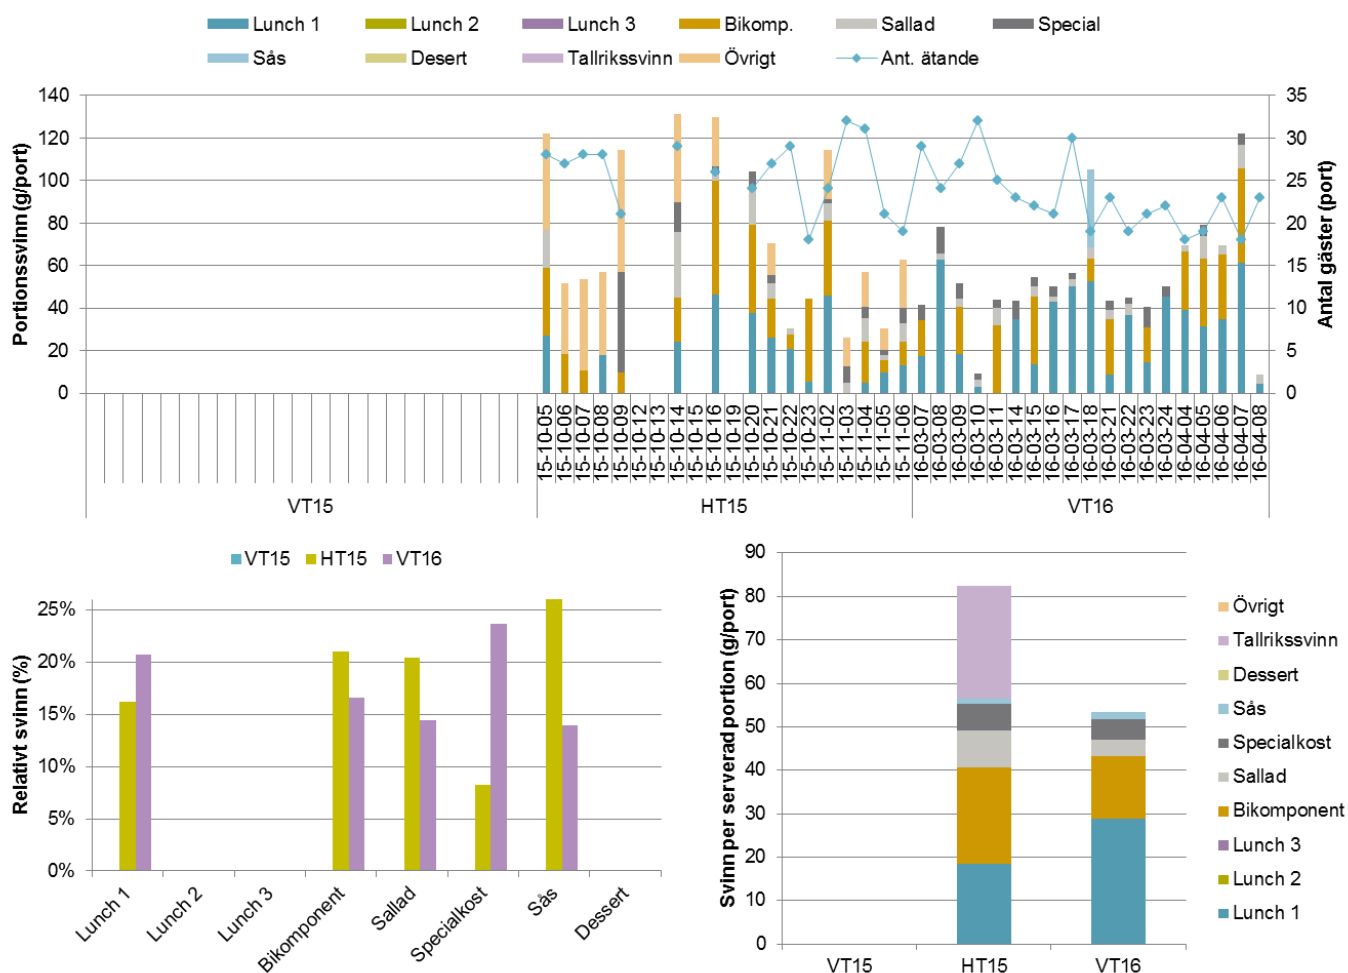 Lunch 1 Lunch 2 Lunch 3 Bikomp. Sallad Special
Sås Desert Tallrikssvinn Övrigt Ant. ätande
Portionssvinn (g/port)
140
120
100
80
60
40
20
0
35
30
25
20
15
10
5
0
Antal gäster (port)
15-10-05
15-10-06
15-10-07
15-10-08
15-10-09
15-10-12
15-10-13
15-10-14
15-10-15
15-10-16
15-10-19
15-10-20
15-10-21
15-10-22
15-10-23
15-11-02
15-11-03
15-11-04
15-11-05
15-11-06
16-03-07
16-03-08
16-03-09
16-03-10
16-03-11
16-03-14
16-03-15
16-03-16
16-03-17
16-03-18
16-03-21
16-03-22
16-03-23
16-03-24
16-04-04
16-04-05
16-04-06
16-04-07
16-04-08
VT15 HT15 VT16
VT15 HT15 VT16
Relativt svinn (%)
25%
20%
15%
10%
5%
0%
Lunch 1
Lunch 2
Lunch 3
Bikomponent
Sallad
Specialkost
Sås
Dessert
Svinn per serverad portion (g/port)
90
80
70
60
50
40
30
20
10
0
VT15 HT15 VT16
Övrigt
Tallrikssvinn
Dessert
Sås
Specialkost
Sallad
Bikomponent
Lunch 3
Lunch 2
Lunch 1